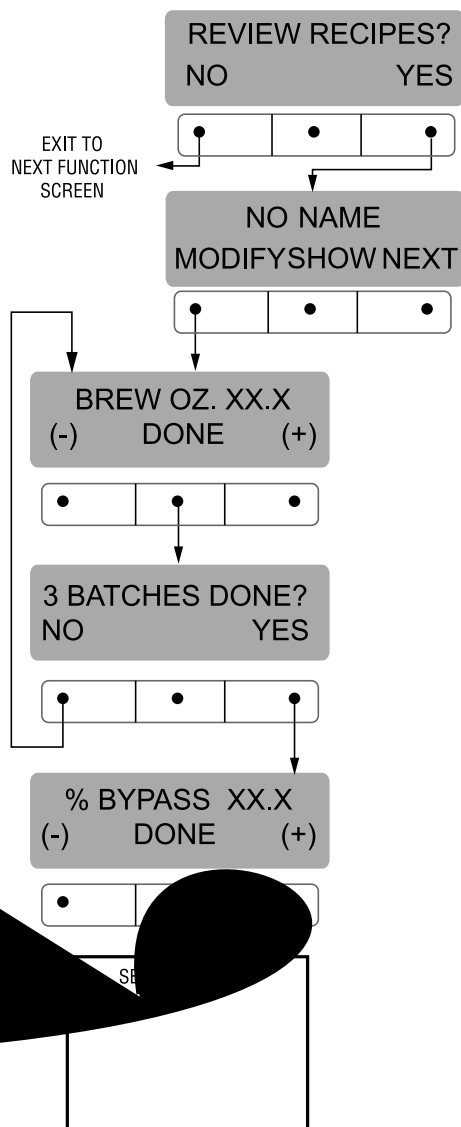 REVIEW RECIPES?
NO YES
EXIT TO
NEXT FUNCTION
SCREEN
NO NAME
MODIFYSHOW NEXT
BREW OZ. XX.X
(-) DONE (+)
3 BATCHES DONE?
NO YES
% BYPASS XX.X
(-) DONE (+)